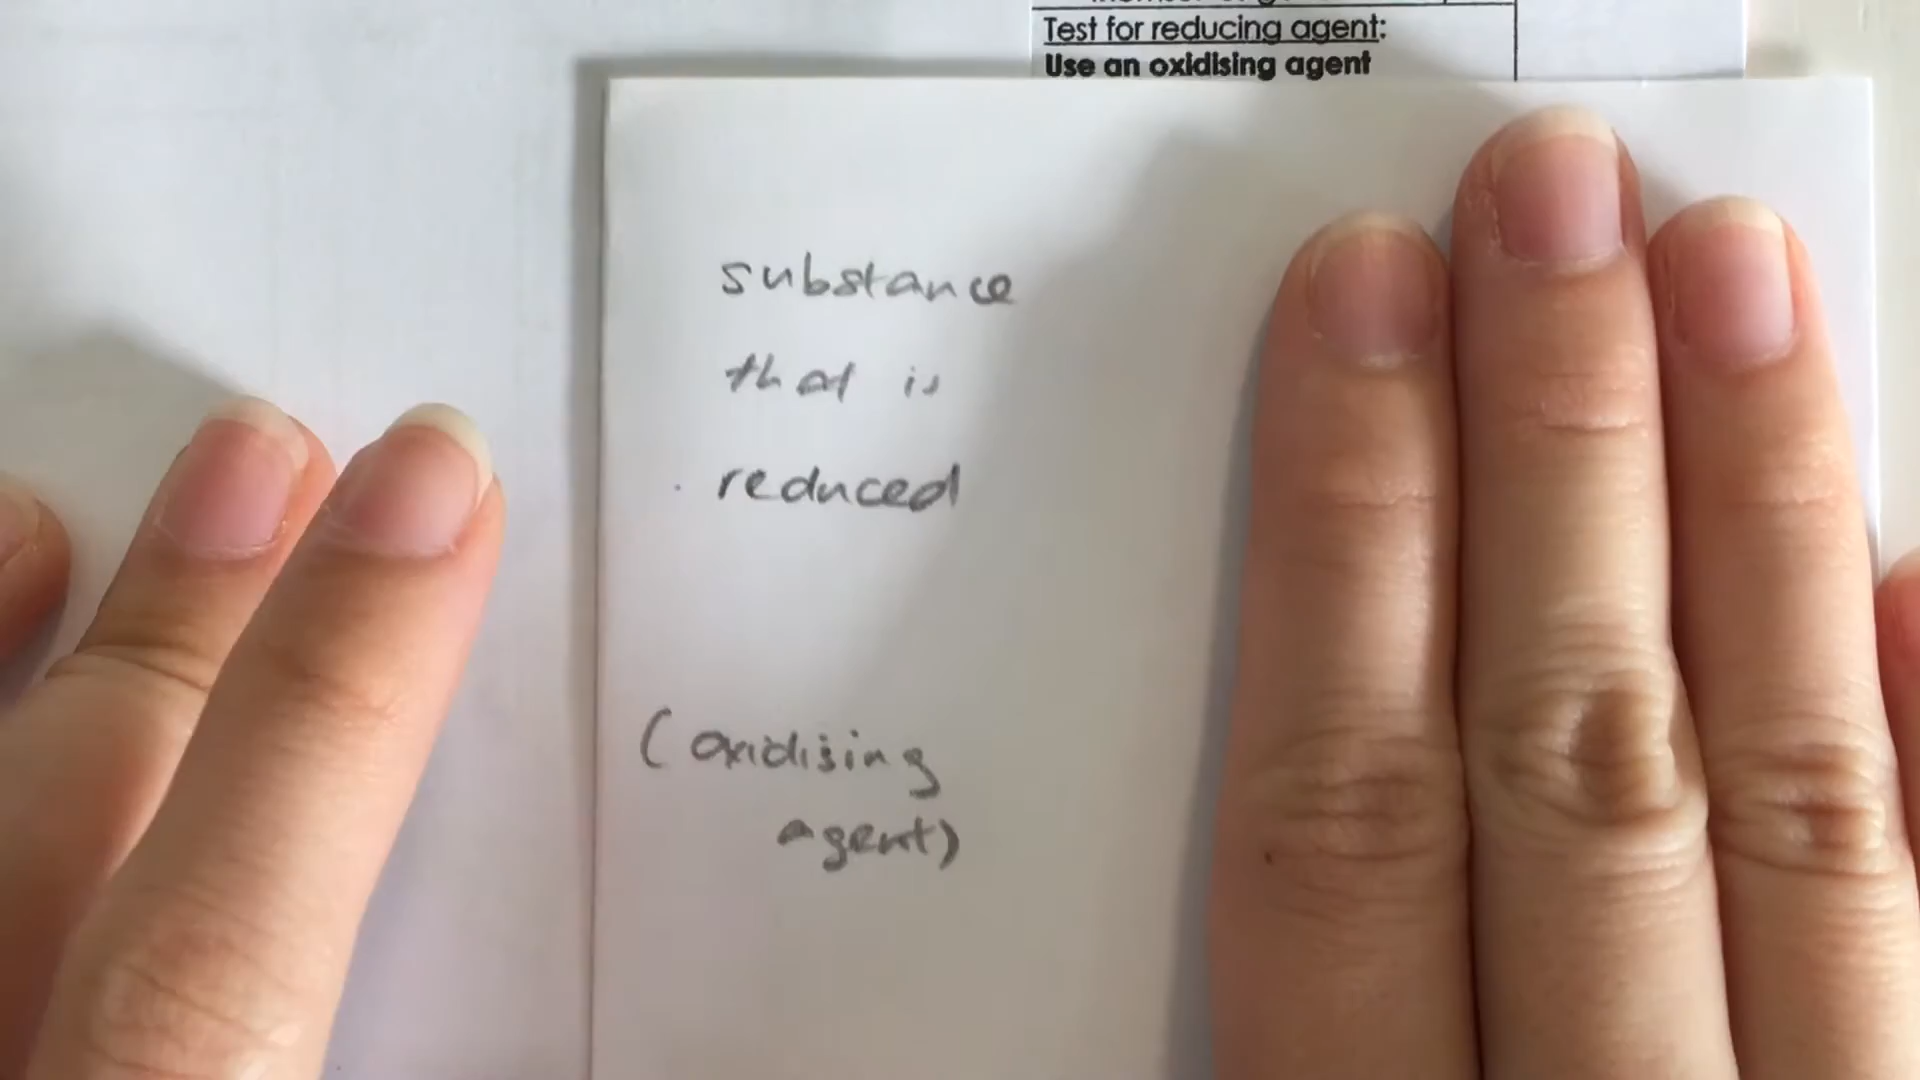 Test for reducing agent:
Use an oxidising agent
substance
that is
reduced
(oxidising
agent)